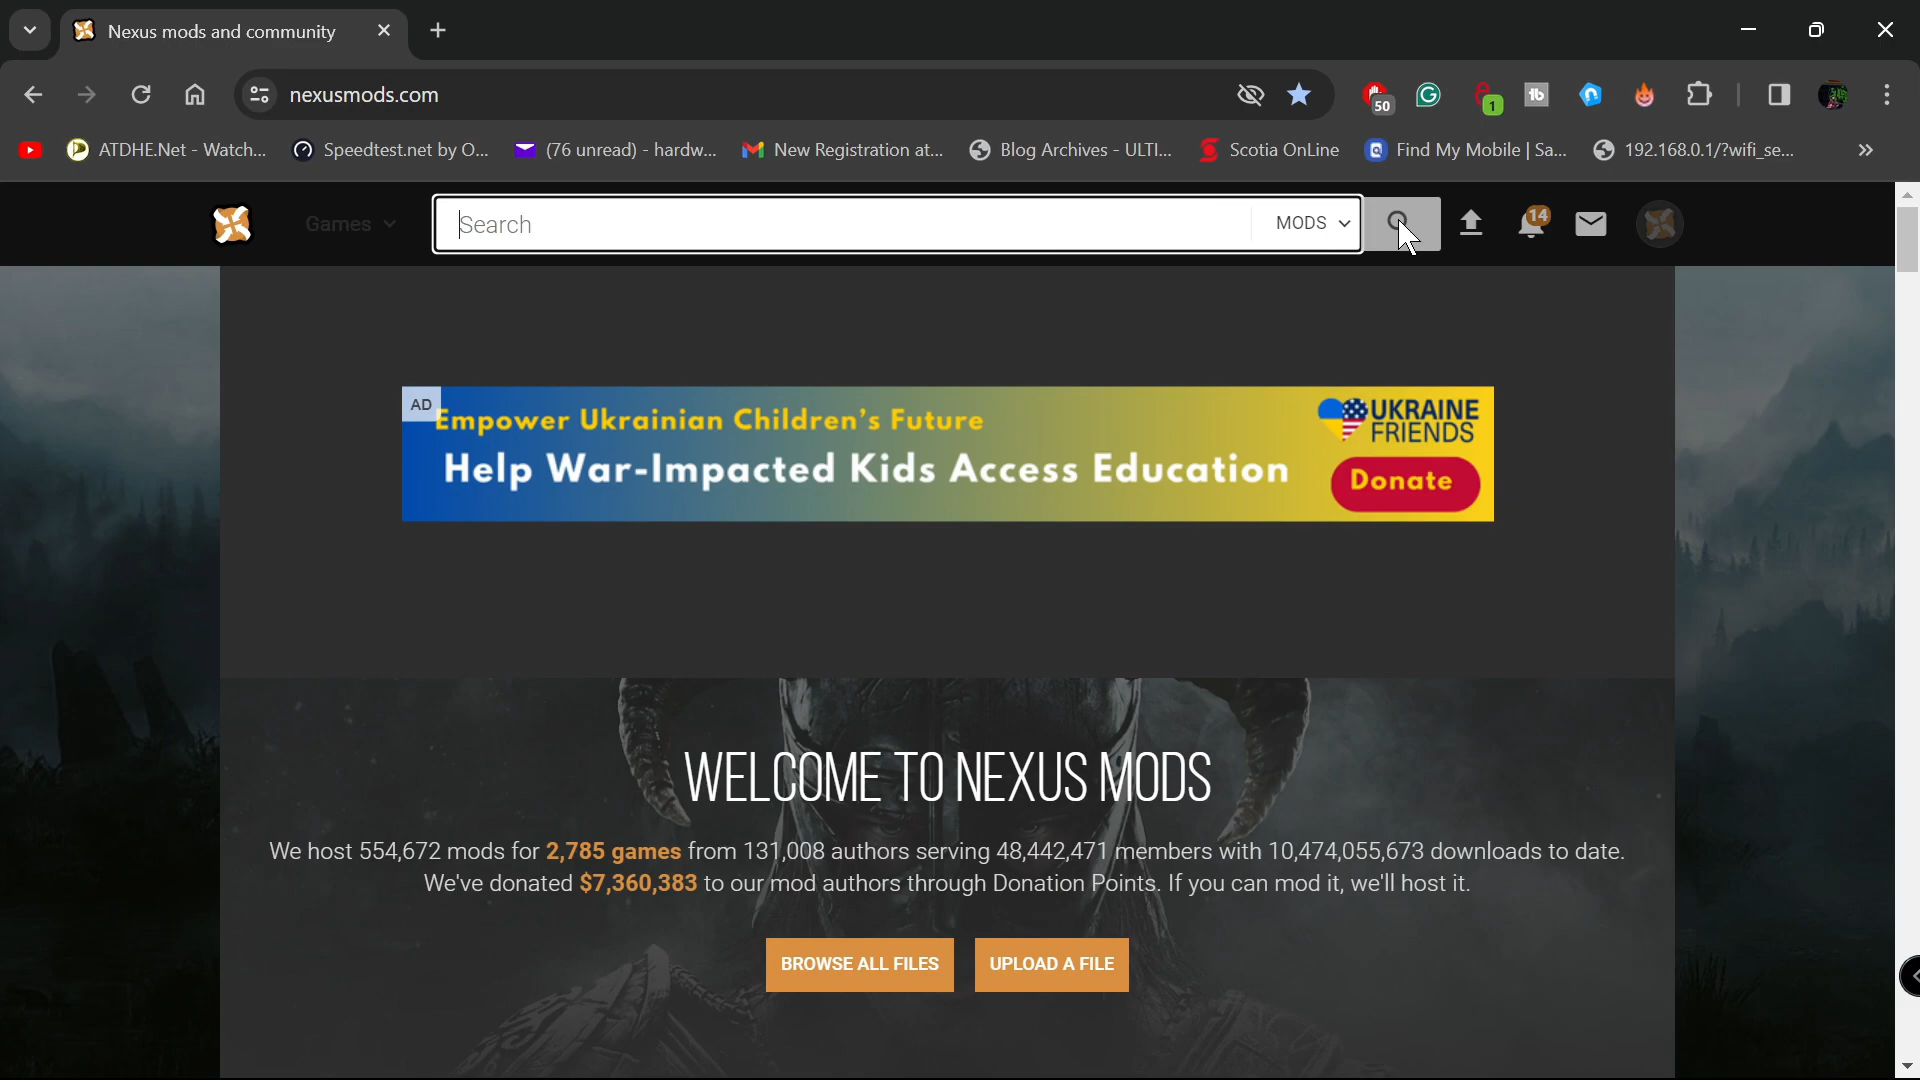 Nexus mods and community
nexusmods.com
50
1
ATDHE.Net - Watch...
Speedtest.net by O...
(76 unread) - hardw...
New Registration at...
Blog Archives - ULTI...
Scotia OnLine
Find My Mobile | Sa...
192.168.0.1/?wifi_se...
Games
Search
MODS
14
AD
Empower Ukrainian Children's Future
Help War-Impacted Kids Access Education
UKRAINE
FRIENDS
Donate
WELCOME TO NEXUS MODS
We host 554,672 mods for 2,785 games from 131,008 authors serving 48,442,471 members with 10,474,055,673 downloads to date.
We've donated $7,360,383 to our mod authors through Donation Points. If you can mod it, we'll host it.
BROWSE ALL FILES
UPLOAD A FILE